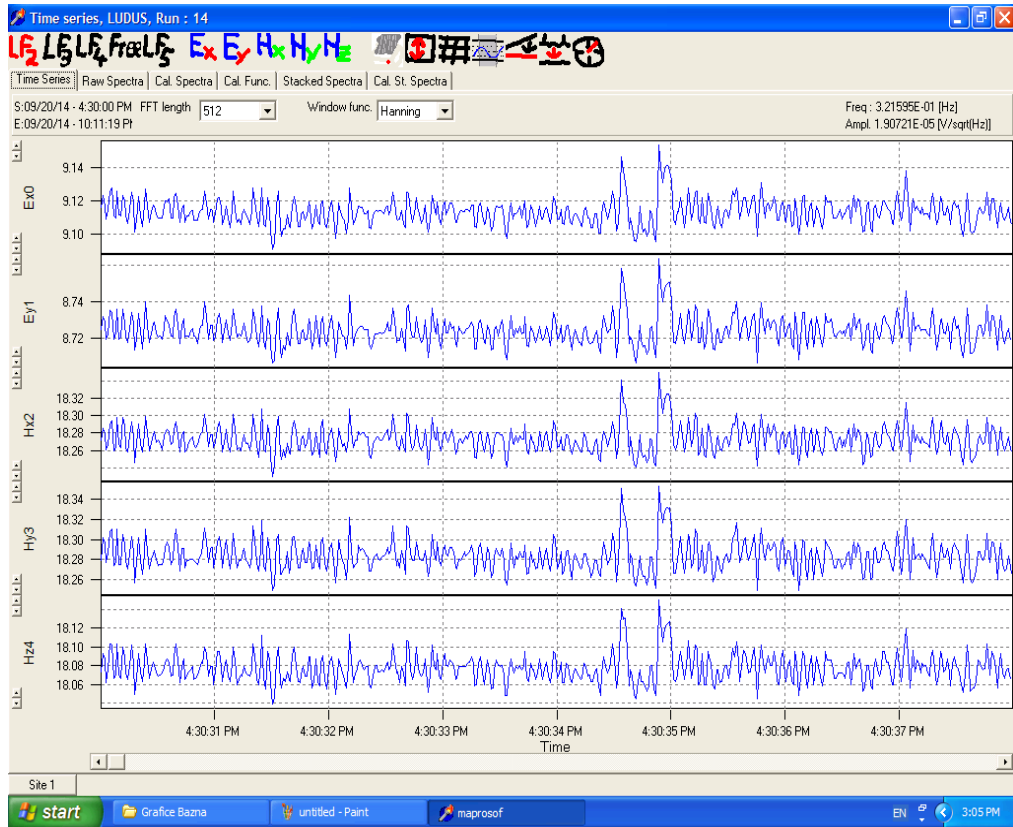 Time series, LUDUS, Run : 14
LF2 LF3 LF4 Free LF5 Ex Ey Hx Hy Hz
Time Series Raw Spectra Cal. Spectra Cal. Func. Stacked Spectra Cal. St. Spectra
S:09/20/14 - 4:30:00 PM FFT length 512 Window func. Hanning Freq : 3.21595E-01 [Hz]
E:09/20/14 - 10:11:19 PM Ampl. 1.90721E-05 [V/sqrt(Hz)]
Ex0
9.14
9.12
9.10
Ey1
8.74
8.72
Hx2
18.32
18.30
18.28
18.26
Hy3
18.34
18.32
18.30
18.28
18.26
Hz4
18.12
18.10
18.08
18.06
4:30:31 PM 4:30:32 PM 4:30:33 PM 4:30:34 PM 4:30:35 PM 4:30:36 PM 4:30:37 PM
Time
Site 1
start Grafice Bazna untitled - Paint maprosof EN 3:05 PM